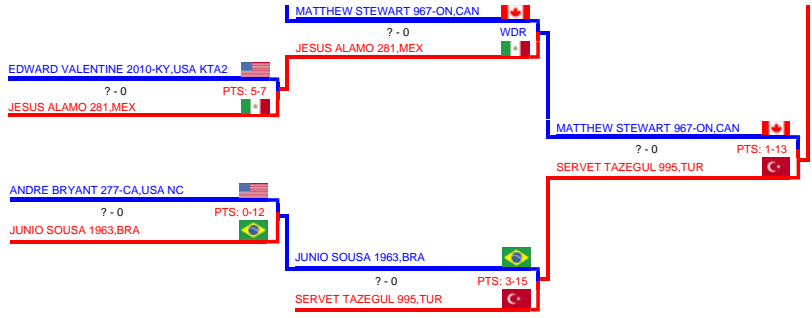 MATTHEW STEWART 967-ON,CAN
? - 0 WDR
JESUS ALAMO 281,MEX
EDWARD VALENTINE 2010-KY,USA KTA2
? - 0 PTS: 5-7
JESUS ALAMO 281,MEX
MATTHEW STEWART 967-ON,CAN
? - 0 PTS: 1-13
SERVET TAZEGUL 995,TUR
ANDRE BRYANT 277-CA,USA NC
? - 0 PTS: 0-12
JUNIO SOUSA 1963,BRA
JUNIO SOUSA 1963,BRA
? - 0 PTS: 3-15
SERVET TAZEGUL 995,TUR